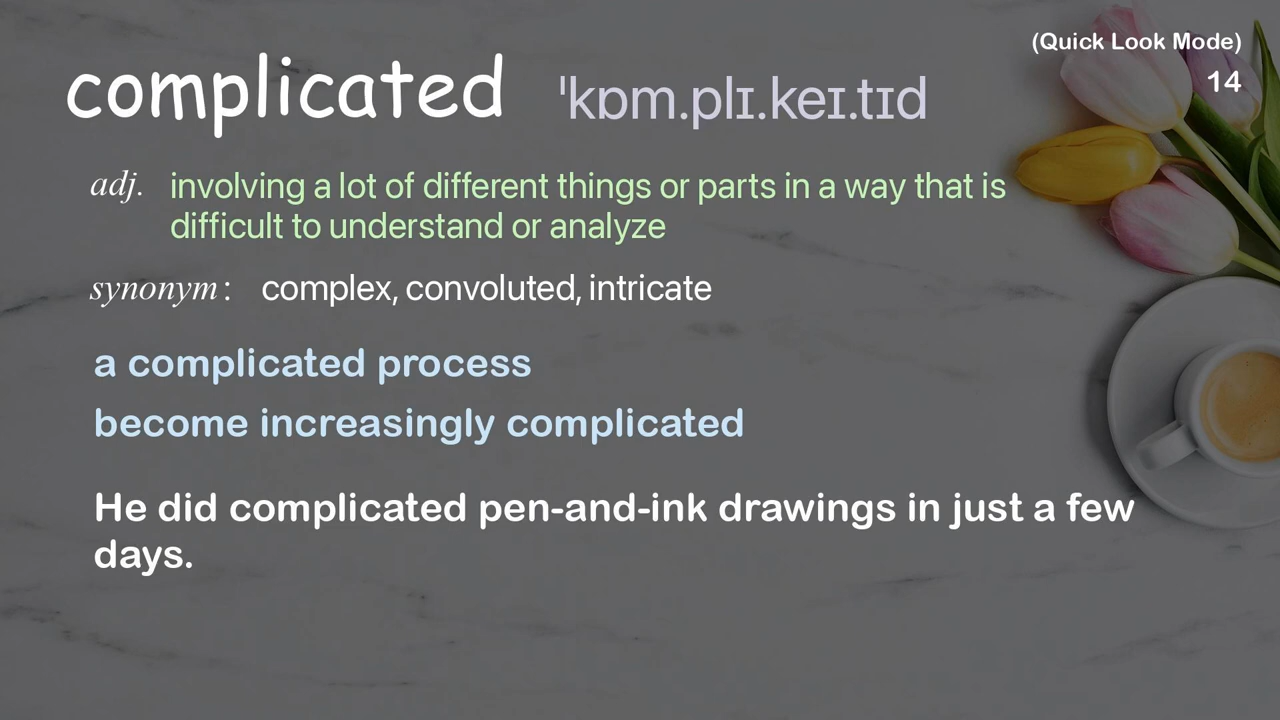 (Quick Look Mode)
14
complicated ˈkɒm.plɪ.keɪ.tɪd
adj. involving a lot of different things or parts in a way that is
difficult to understand or analyze
synonym: complex, convoluted, intricate
a complicated process
become increasingly complicated
He did complicated pen-and-ink drawings in just a few
days.